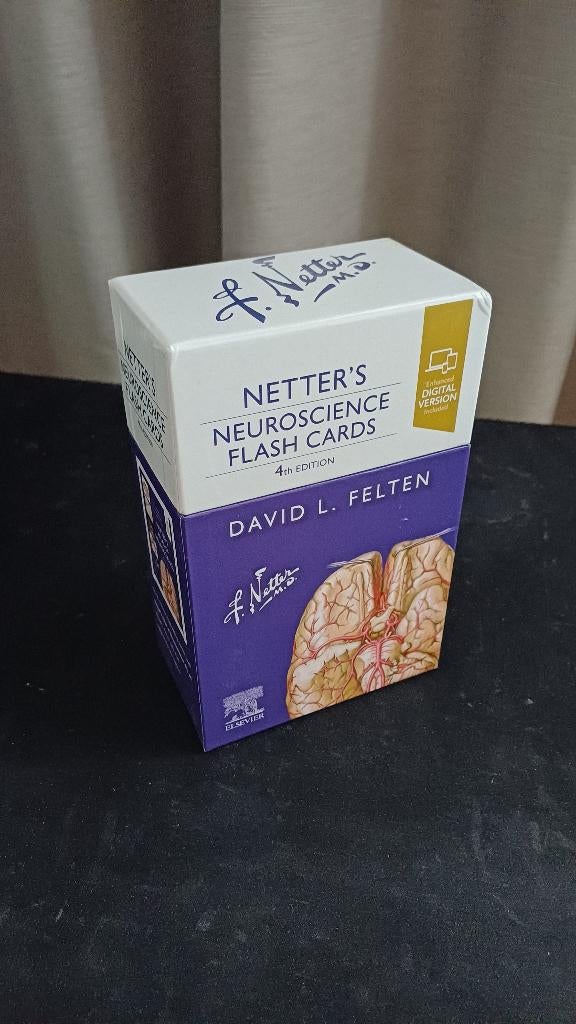 F. Netter
M.D.
NETTER'S
NEUROSCIENCE
FLASH CARDS
4th EDITION
Enhanced
DIGITAL
VERSION
Included
DAVID L. FELTEN
F. Netter
M.D.
ELSEVIER
NETTER'S
NEUROSCIENCE
FLASH CARDS